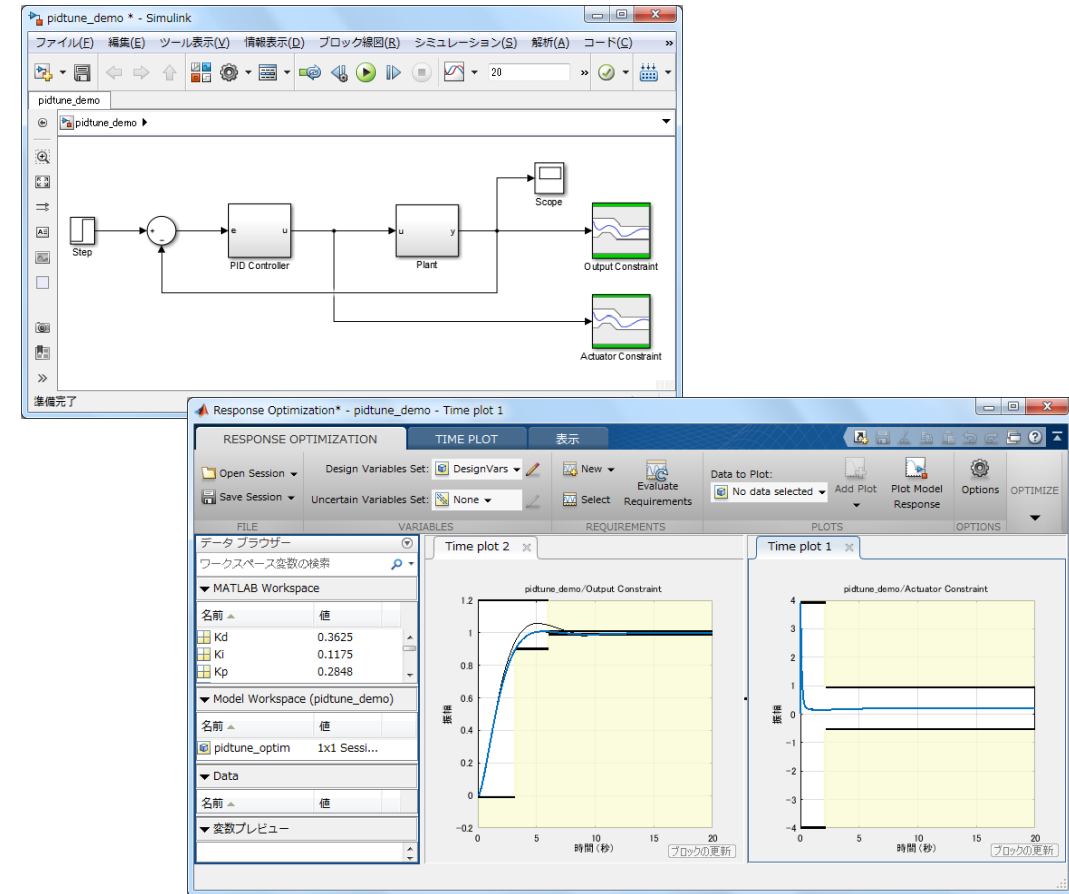 pidtune_demo * - Simulink
ファイル(F) 編集(E) ツール表示(V) 情報表示(D) ブロック線図(R) シミュレーション(S) 解析(A) コード(C) »
20 »
pidtune_demo
pidtune_demo
Step
e u
PID Controller
u y
Plant
Scope
Output Constraint
Actuator Constraint
»
準備完了
Response Optimization* - pidtune_demo - Time plot 1
RESPONSE OPTIMIZATION TIME PLOT 表示
Open Session
Save Session
FILE
Design Variables Set: DesignVars
Uncertain Variables Set: None
VARIABLES
New
Select
Evaluate Requirements
REQUIREMENTS
Data to Plot:
No data selected
Add Plot
Plot Model Response
PLOTS
Options
OPTIONS
OPTIMIZE
データ ブラウザー
ワークスペース変数の検索
MATLAB Workspace
名前 値
Kd 0.3625
Ki 0.1175
Kp 0.2848
Model Workspace (pidtune_demo)
名前 値
pidtune_optim 1x1 Sessi...
Data
名前 値
変数プレビュー
Time plot 2
pidtune_demo/Output Constraint
1.2
1
0.8
0.6
0.4
0.2
0
-0.2
振幅
0 5 10 15 20
時間 (秒)
ブロックの更新
Time plot 1
pidtune_demo/Actuator Constraint
4
3
2
1
0
-1
-2
-3
-4
振幅
0 5 10 15 20
時間 (秒)
ブロックの更新